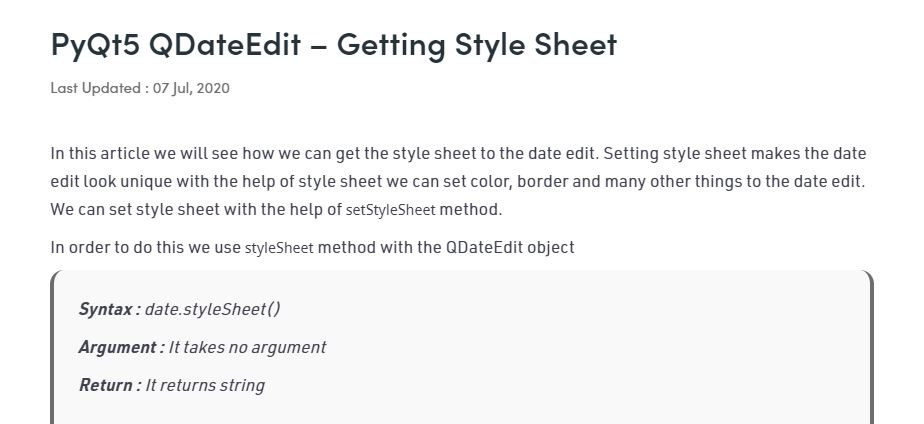 PyQt5 QDateEdit – Getting Style Sheet
Last Updated : 07 Jul, 2020
In this article we will see how we can get the style sheet to the date edit. Setting style sheet makes the date
edit look unique with the help of style sheet we can set color, border and many other things to the date edit.
We can set style sheet with the help of setStyleSheet method.
In order to do this we use styleSheet method with the QDateEdit object
Syntax : date.styleSheet()
Argument : It takes no argument
Return : It returns string